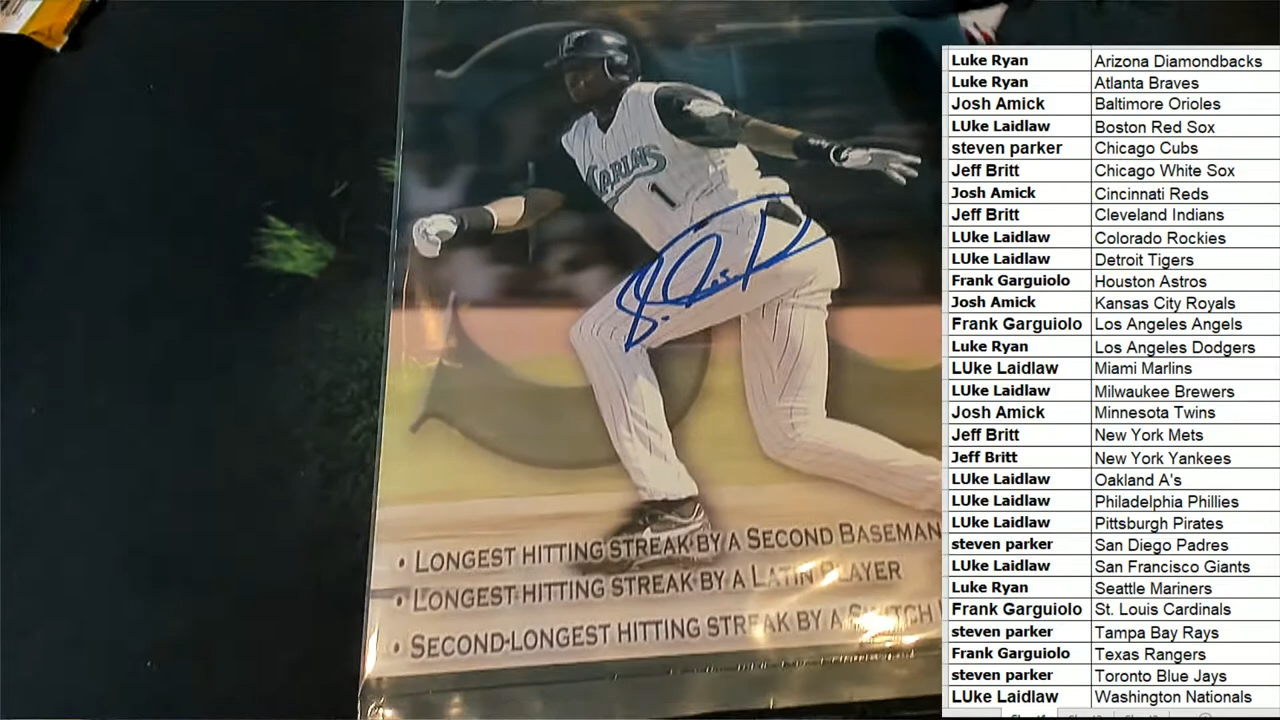 MARLINS
1
• LONGEST HITTING STREAK BY A SECOND BASEMAN
• LONGEST HITTING STREAK BY A LATIN PLAYER
• SECOND-LONGEST HITTING STREAK BY A SWITCH
Luke Ryan Arizona Diamondbacks
Luke Ryan Atlanta Braves
Josh Amick Baltimore Orioles
LUke Laidlaw Boston Red Sox
steven parker Chicago Cubs
Jeff Britt Chicago White Sox
Josh Amick Cincinnati Reds
Jeff Britt Cleveland Indians
LUke Laidlaw Colorado Rockies
LUke Laidlaw Detroit Tigers
Frank Garguiolo Houston Astros
Josh Amick Kansas City Royals
Frank Garguiolo Los Angeles Angels
Luke Ryan Los Angeles Dodgers
LUke Laidlaw Miami Marlins
LUke Laidlaw Milwaukee Brewers
Josh Amick Minnesota Twins
Jeff Britt New York Mets
Jeff Britt New York Yankees
LUke Laidlaw Oakland A's
LUke Laidlaw Philadelphia Phillies
LUke Laidlaw Pittsburgh Pirates
steven parker San Diego Padres
LUke Laidlaw San Francisco Giants
Luke Ryan Seattle Mariners
Frank Garguiolo St. Louis Cardinals
steven parker Tampa Bay Rays
Frank Garguiolo Texas Rangers
steven parker Toronto Blue Jays
LUke Laidlaw Washington Nationals